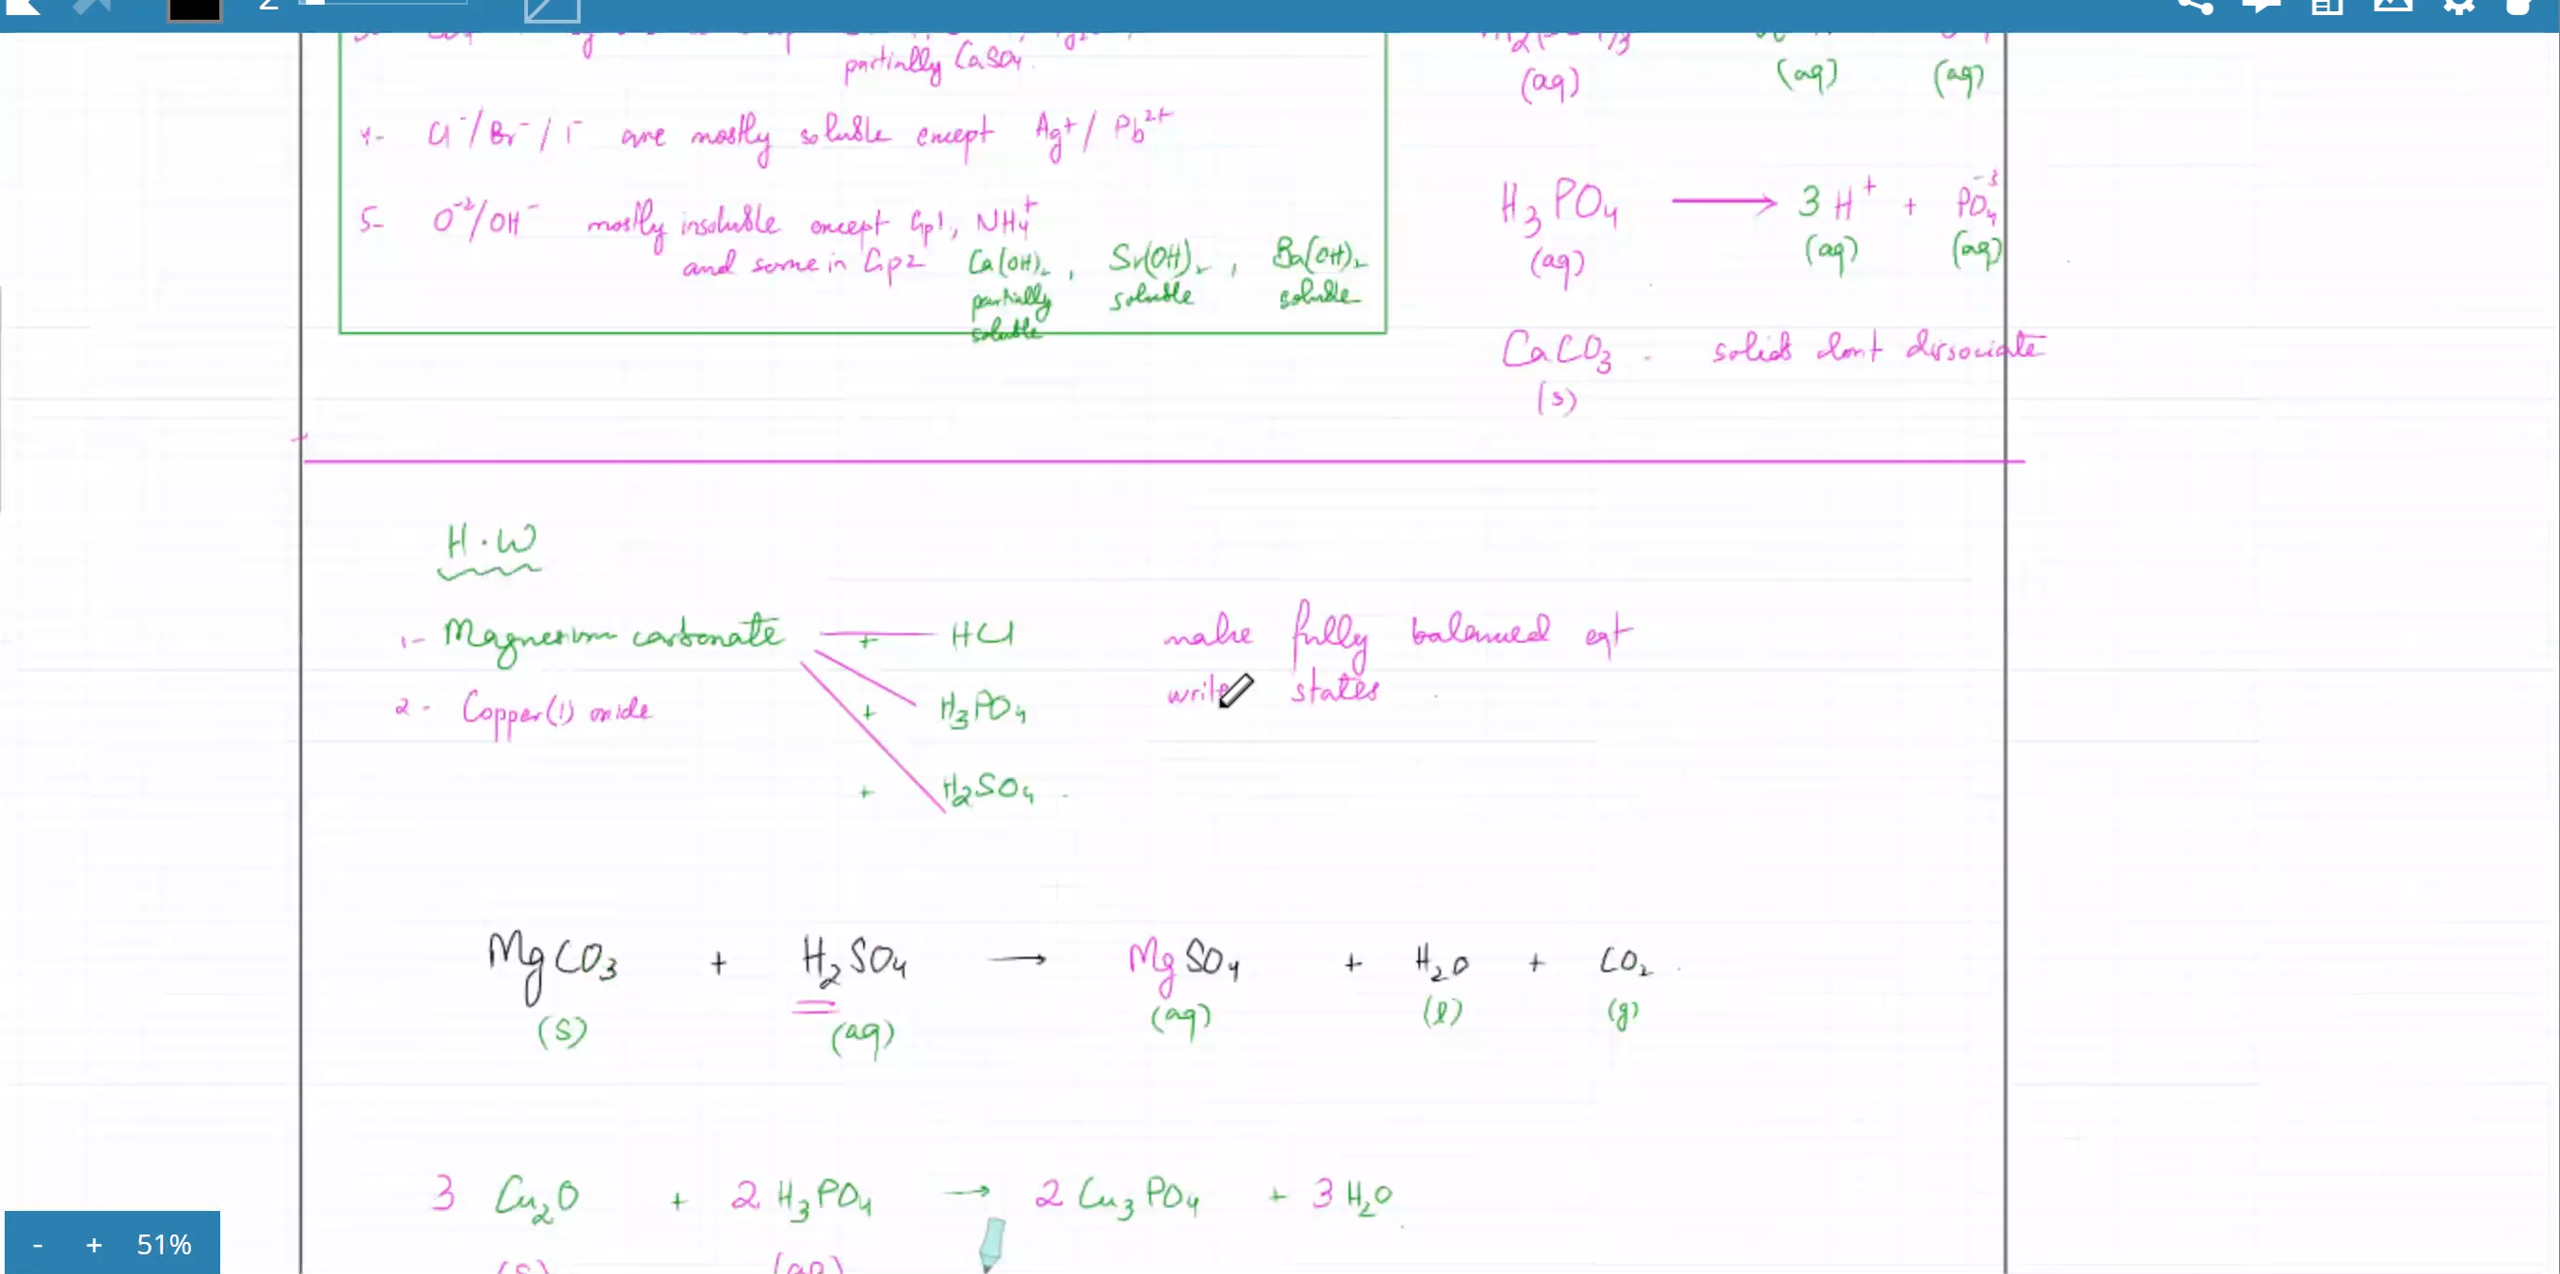 partially CaSO4.
(aq) (aq) (aq)
4- Cl⁻/Br⁻/I⁻ are mostly soluble except Ag⁺/ Pb²⁺
H3PO4 ⟶ 3 H⁺ + PO4⁻³
(aq) (aq) (aq)
5- O⁻²/OH⁻ mostly insoluble except Gp1, NH4⁺
and some in Gp2 Ca(OH)2, Sr(OH)2, Ba(OH)2
partially soluble soluble soluble
CaCO3 - solids dont dissociate
(s)
H.W
1- Magnesium carbonate + HCl make fully balanced eqt
2- Copper(1) oxide + H3PO4 write states
+ H2SO4
MgCO3 + H2SO4 → MgSO4 + H2O + CO2
(s) (aq) (aq) (l) (g)
3 Cu2O + 2 H3PO4 → 2 Cu3PO4 + 3 H2O
(s) (aq)
- + 51%